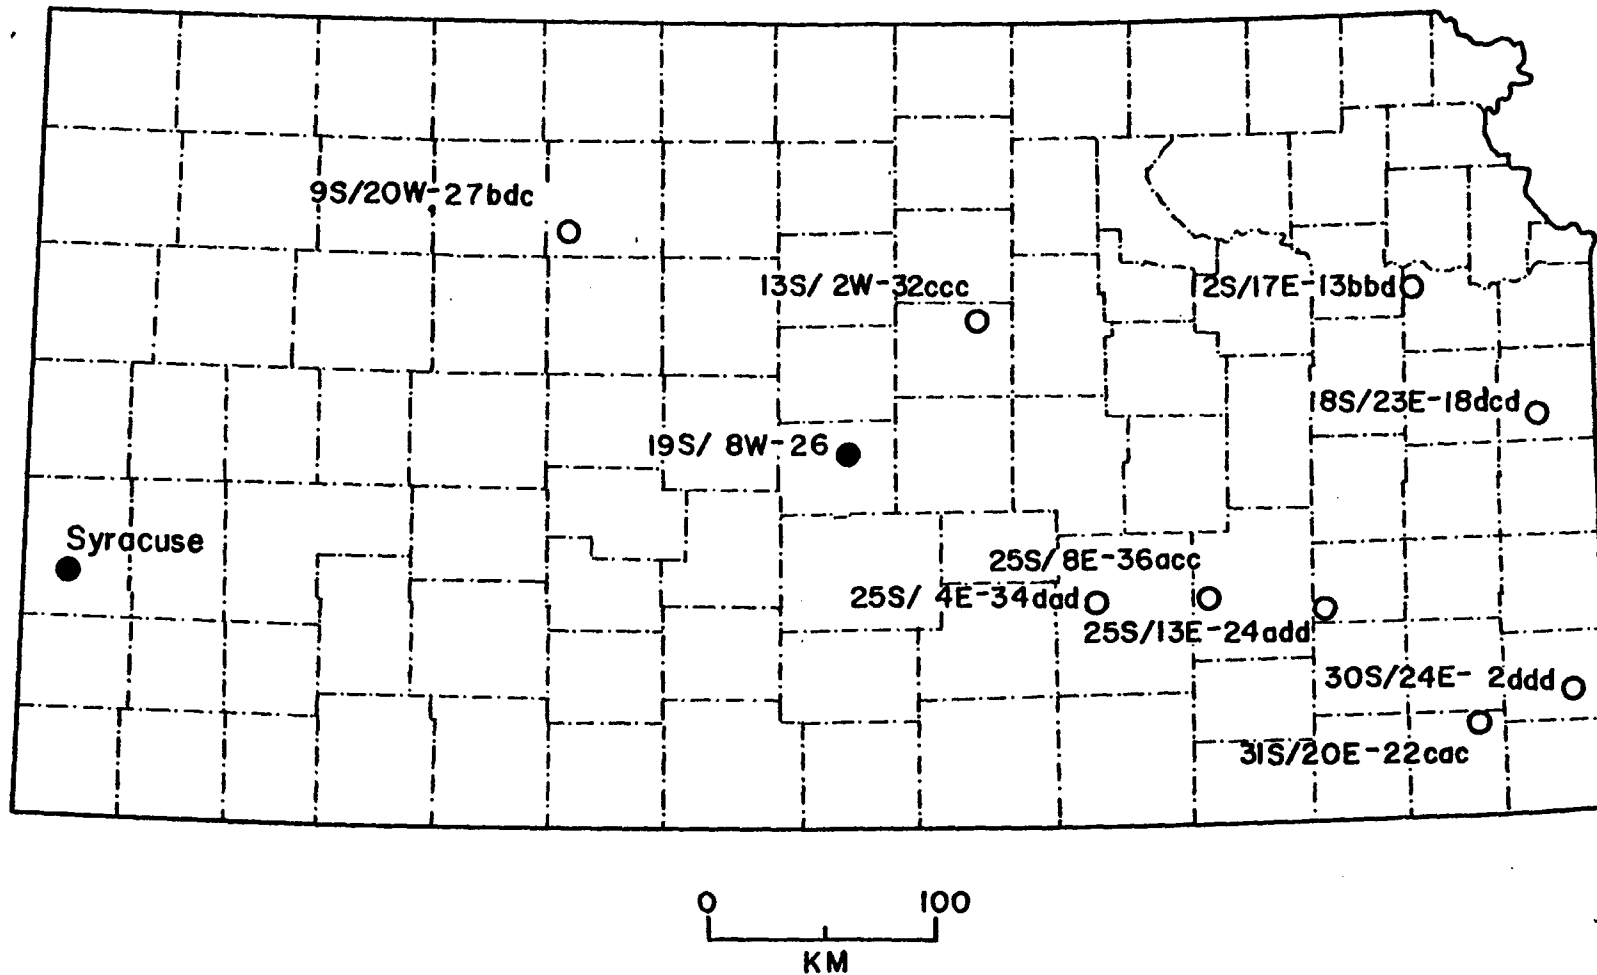 9S/20W-27bdc
13S/ 2W-32ccc
12S/17E-13bbd
18S/23E-18dcd
19S/ 8W-26
Syracuse
25S/ 8E-36acc
25S/ 4E-34dad
25S/13E-24add
30S/24E- 2ddd
31S/20E-22cac
0 100
KM